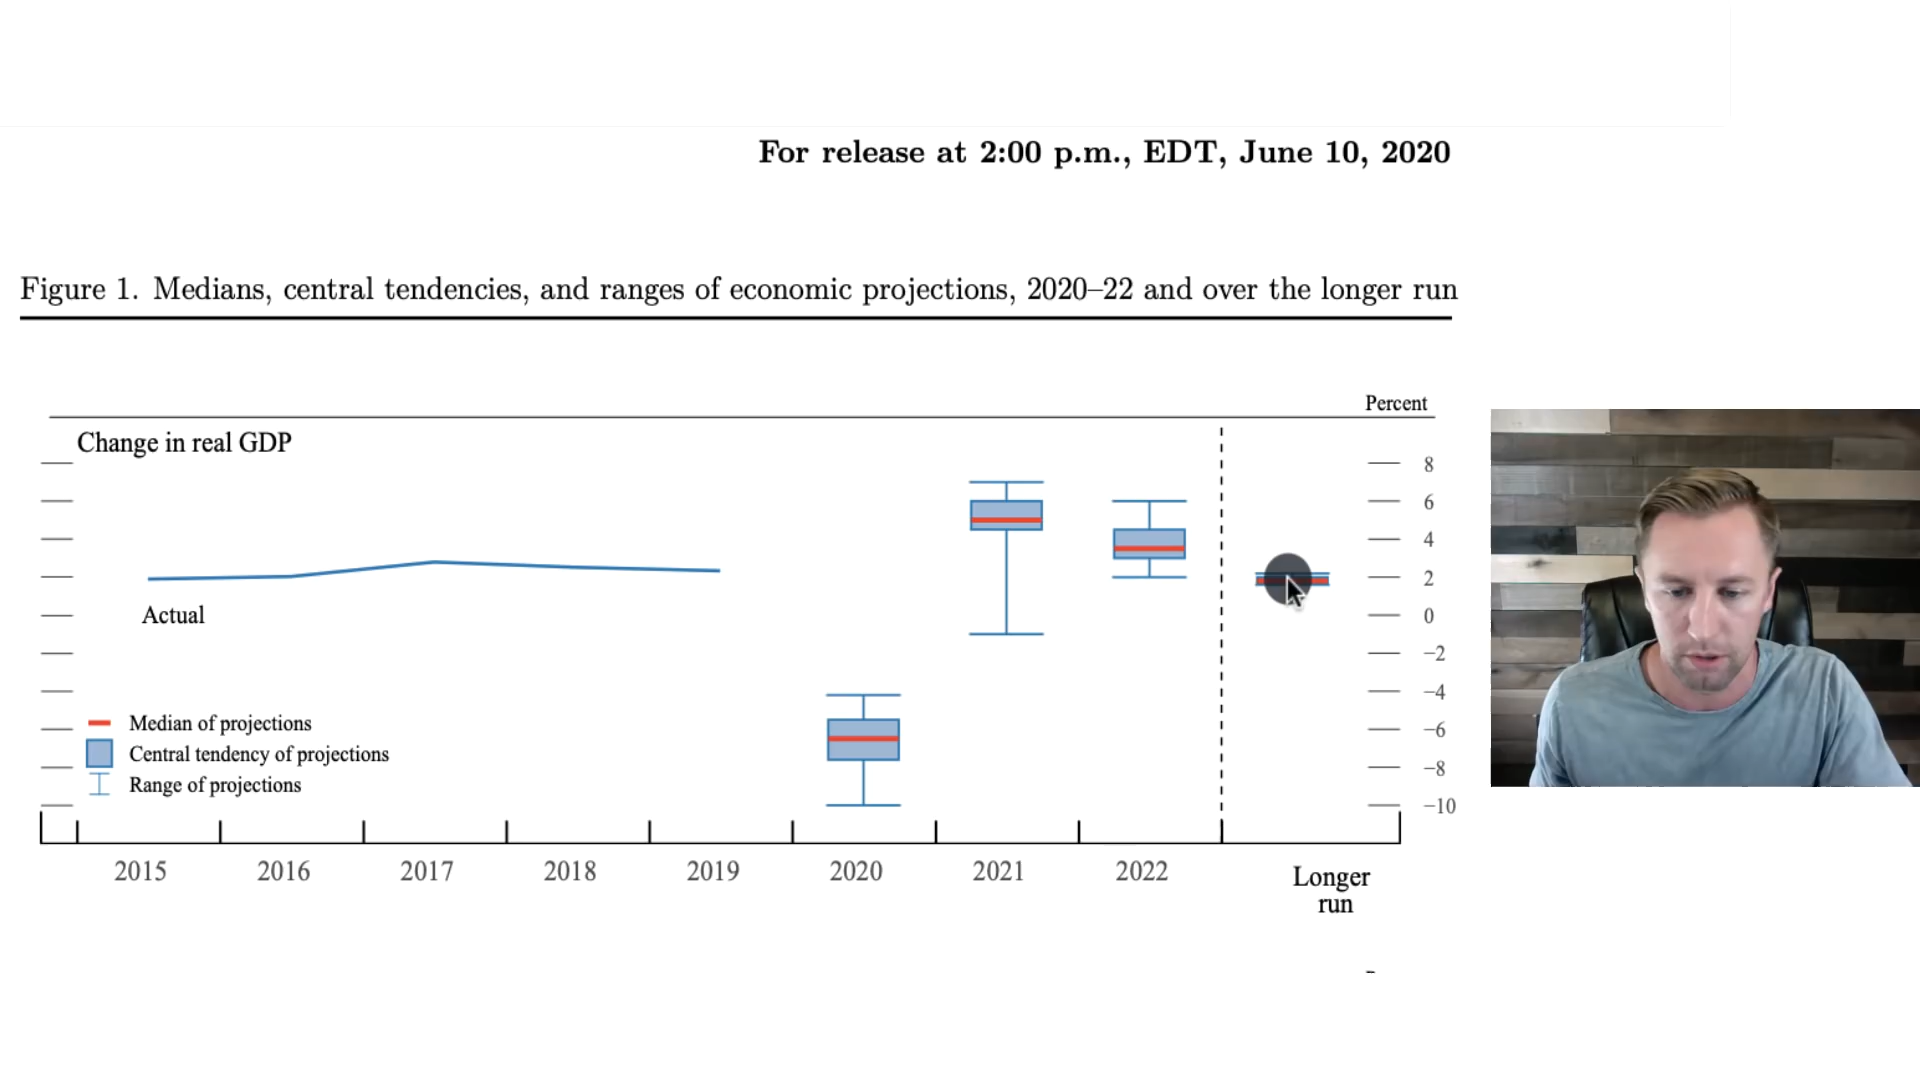 For release at 2:00 p.m., EDT, June 10, 2020
Figure 1. Medians, central tendencies, and ranges of economic projections, 2020–22 and over the longer run
Percent
Change in real GDP
8
6
4
2
0
−2
−4
−6
−8
−10
Actual
Median of projections
Central tendency of projections
Range of projections
2015 2016 2017 2018 2019 2020 2021 2022 Longer
run